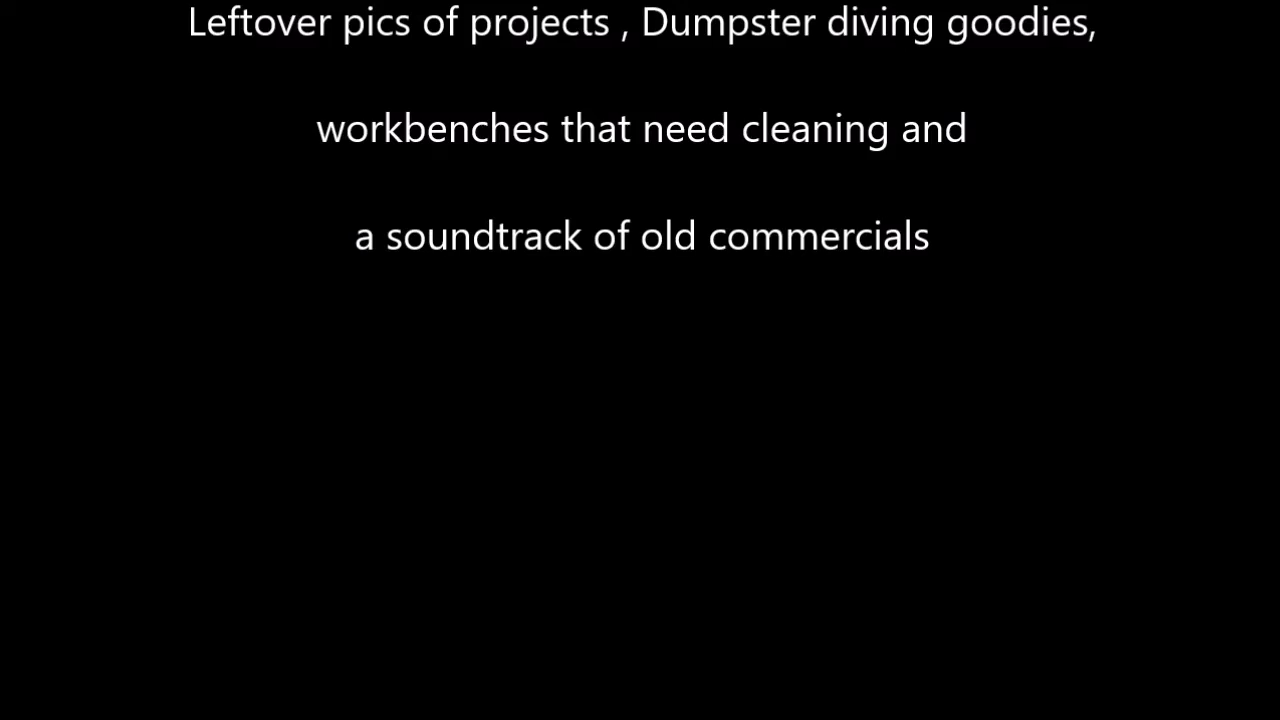 Leftover pics of projects , Dumpster diving goodies,
workbenches that need cleaning and
a soundtrack of old commercials